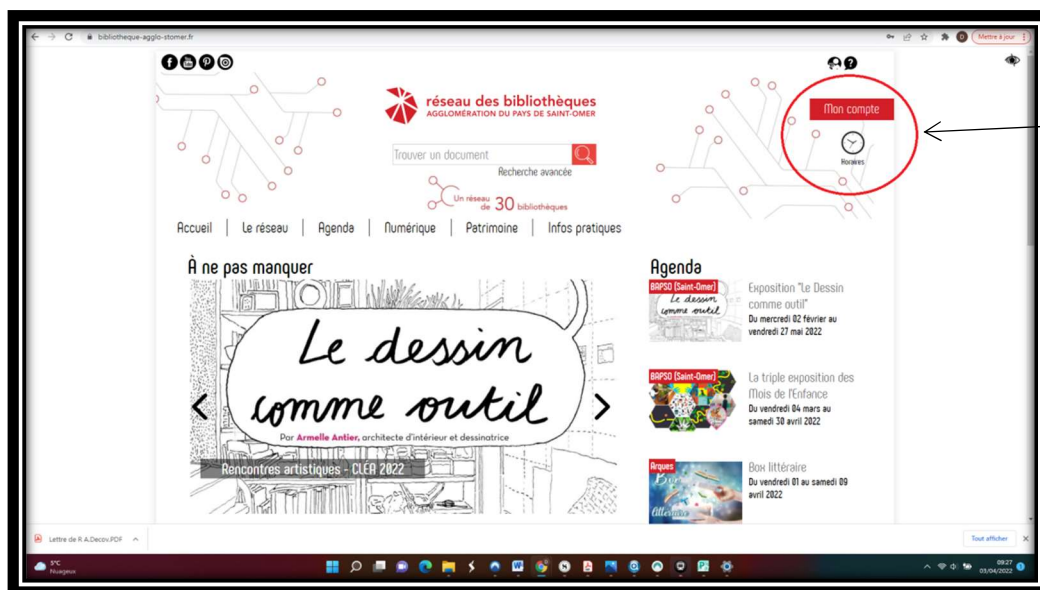 bibliotheque-agglo-stomer.fr
Mettre à jour
réseau des bibliothèques
AGGLOMÉRATION DU PAYS DE SAINT-OMER
Mon compte
Horaires
Trouver un document
Recherche avancée
Un réseau
de 30 bibliothèques
Accueil | Le réseau | Agenda | Numérique | Patrimoine | Infos pratiques
À ne pas manquer
Le dessin
comme outil
Par Armelle Antier, architecte d'intérieur et dessinatrice
Rencontres artistiques - CLÉA 2022
Agenda
BAPSO (Saint-Omer)
Le dessin
comme outil
Exposition "Le Dessin
comme outil"
Du mercredi 02 février au
vendredi 27 mai 2022
BAPSO (Saint-Omer)
La triple exposition des
Mois de l'Enfance
Du vendredi 04 mars au
samedi 30 avril 2022
Arques
Box littéraire
Du vendredi 01 au samedi 09
avril 2022
Lettre de R A.Decov.PDF
Tout afficher
5°C
Nuageux
09:27
03/04/2022